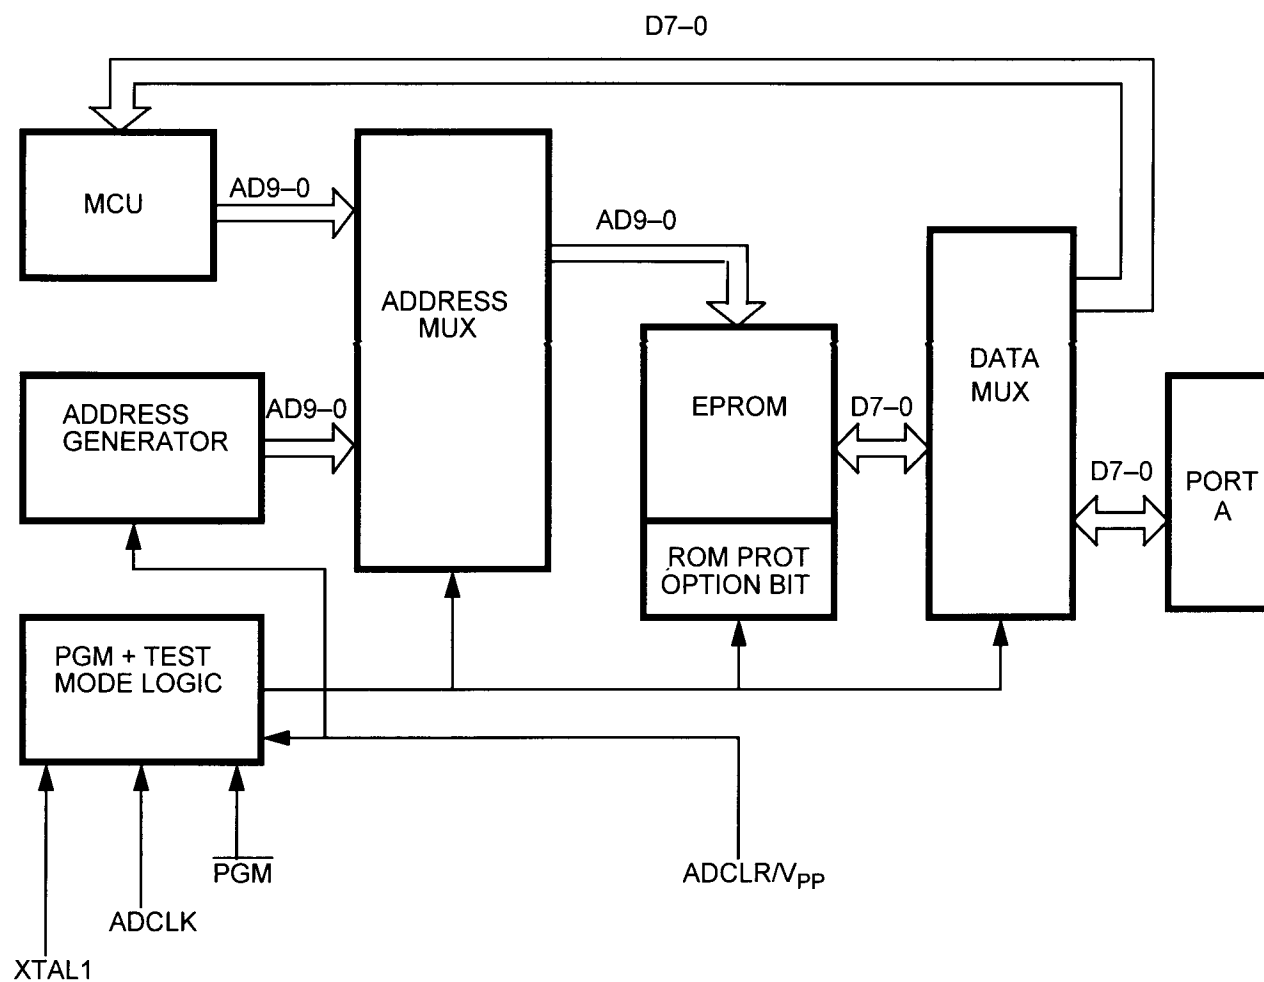 D7–0
MCU
AD9–0
AD9–0
ADDRESS
MUX
DATA
MUX
EPROM
D7–0
ADDRESS
GENERATOR
AD9–0
D7–0
PORT
A
ROM PROT
OPTION BIT
PGM + TEST
MODE LOGIC
PGM
ADCLR/VPP
ADCLK
XTAL1